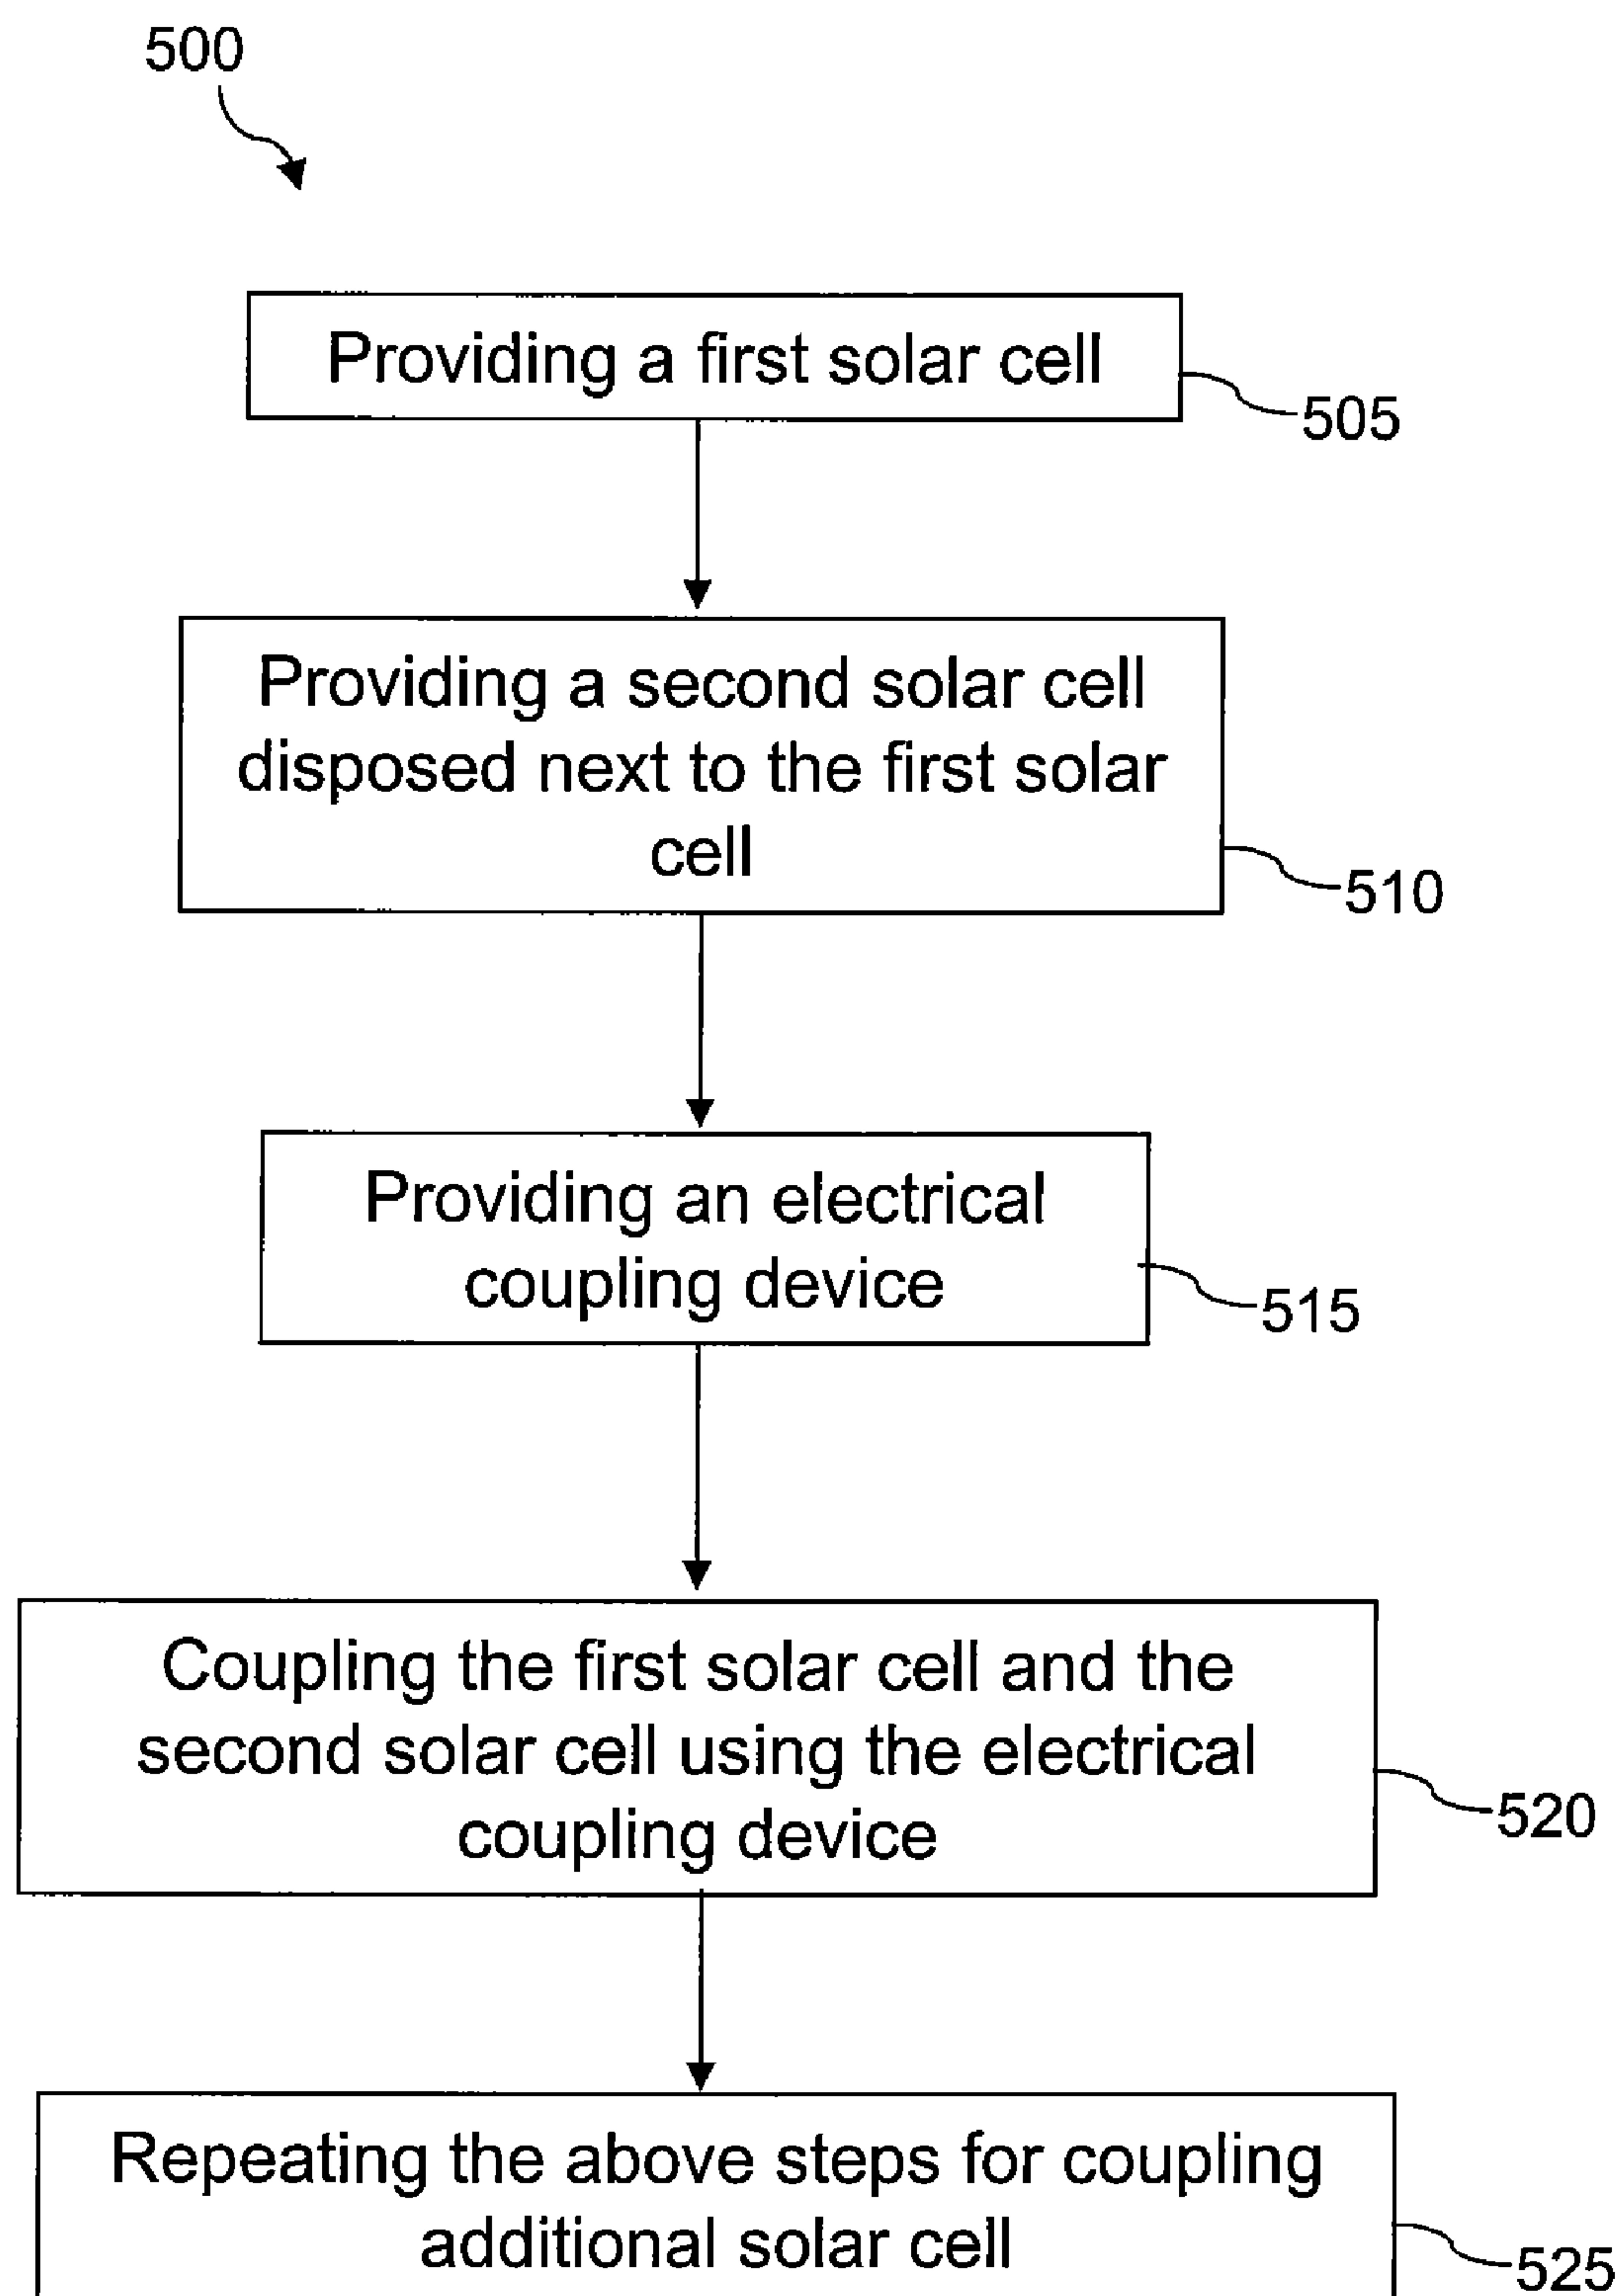 500
Providing a first solar cell
505
Providing a second solar cell
disposed next to the first solar
cell
510
Providing an electrical
coupling device
515
Coupling the first solar cell and the
second solar cell using the electrical
coupling device
520
Repeating the above steps for coupling
additional solar cell
525